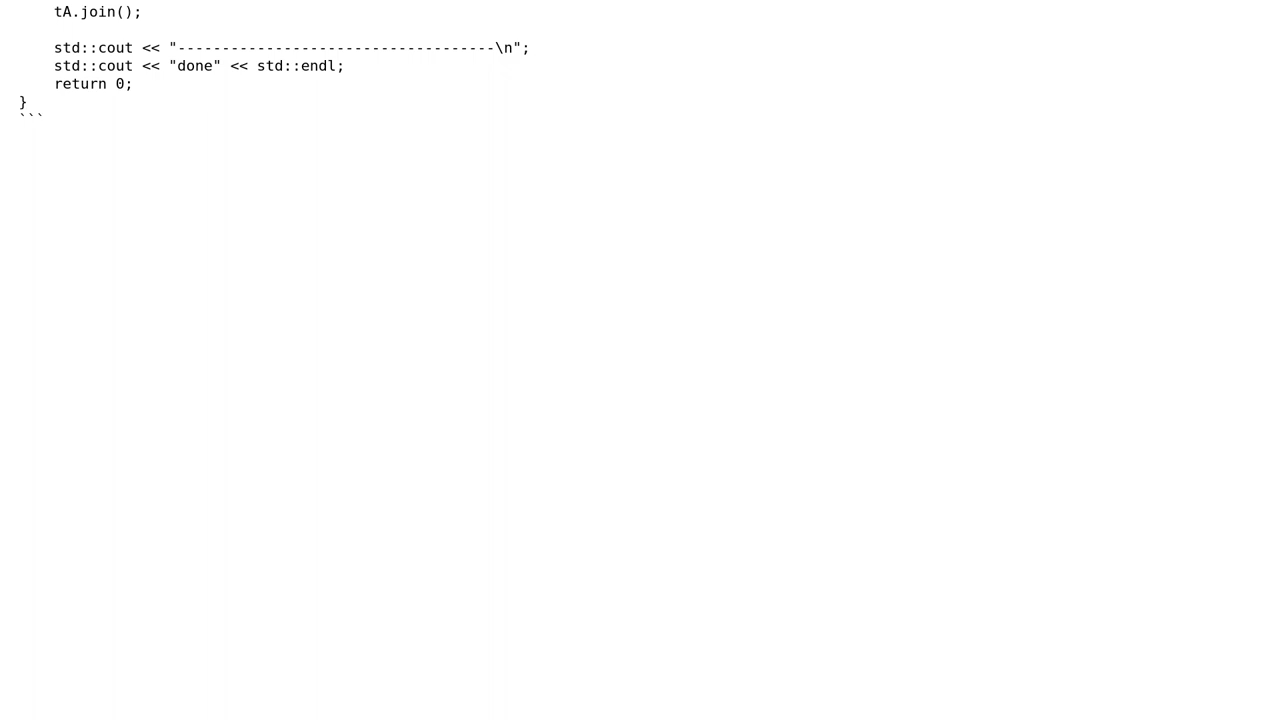 tA.join();

    std::cout << "------------------------------------\n";
    std::cout << "done" << std::endl;
    return 0;
}
```